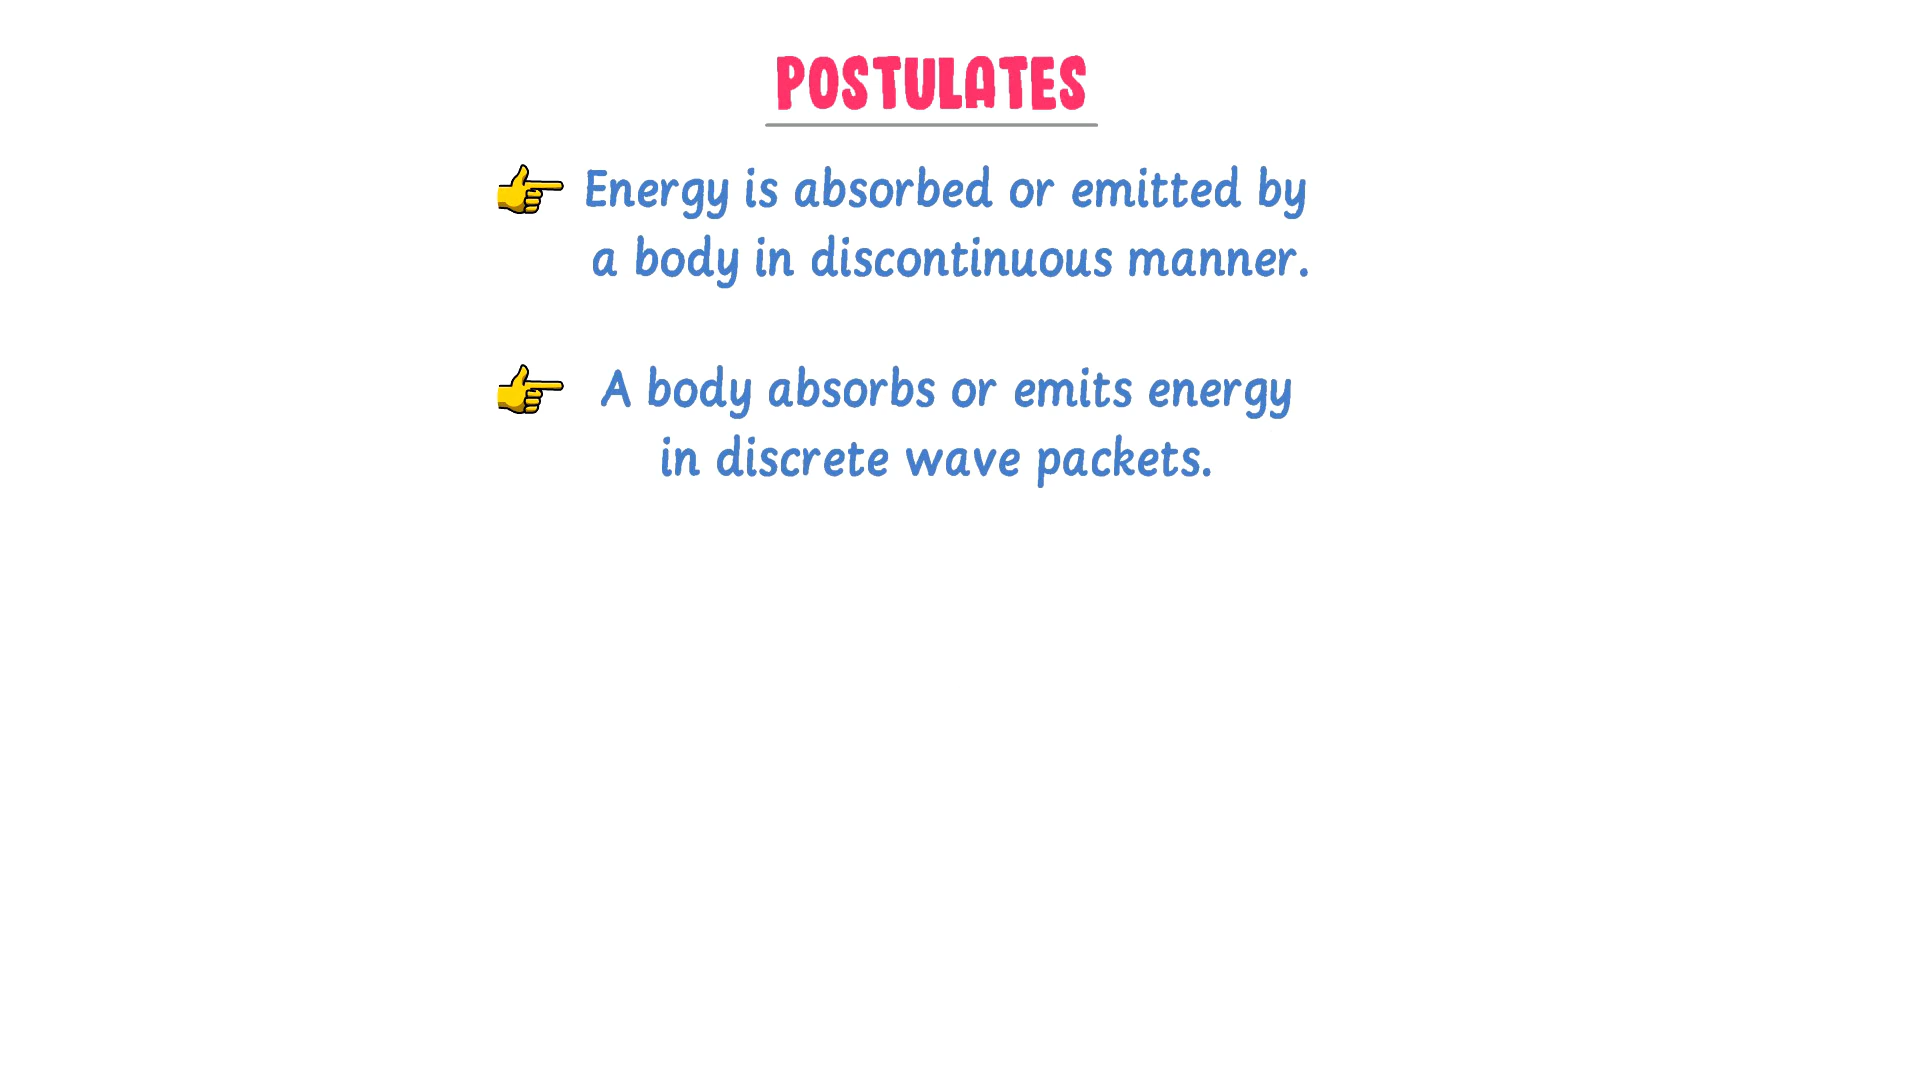 POSTULATES
Energy is absorbed or emitted by
a body in discontinuous manner.
A body absorbs or emits energy
in discrete wave packets.